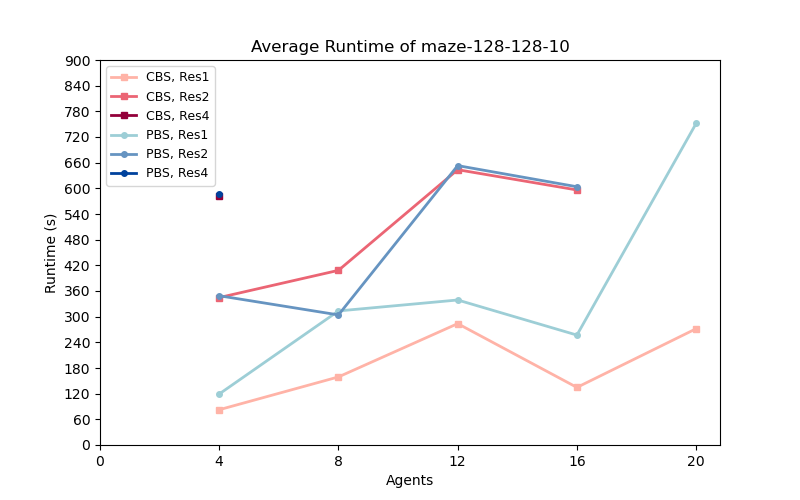 Average Runtime of maze-128-128-10
CBS, Res1
CBS, Res2
CBS, Res4
PBS, Res1
PBS, Res2
PBS, Res4
Runtime (s)
900
840
780
720
660
600
540
480
420
360
300
240
180
120
60
0
0 4 8 12 16 20
Agents